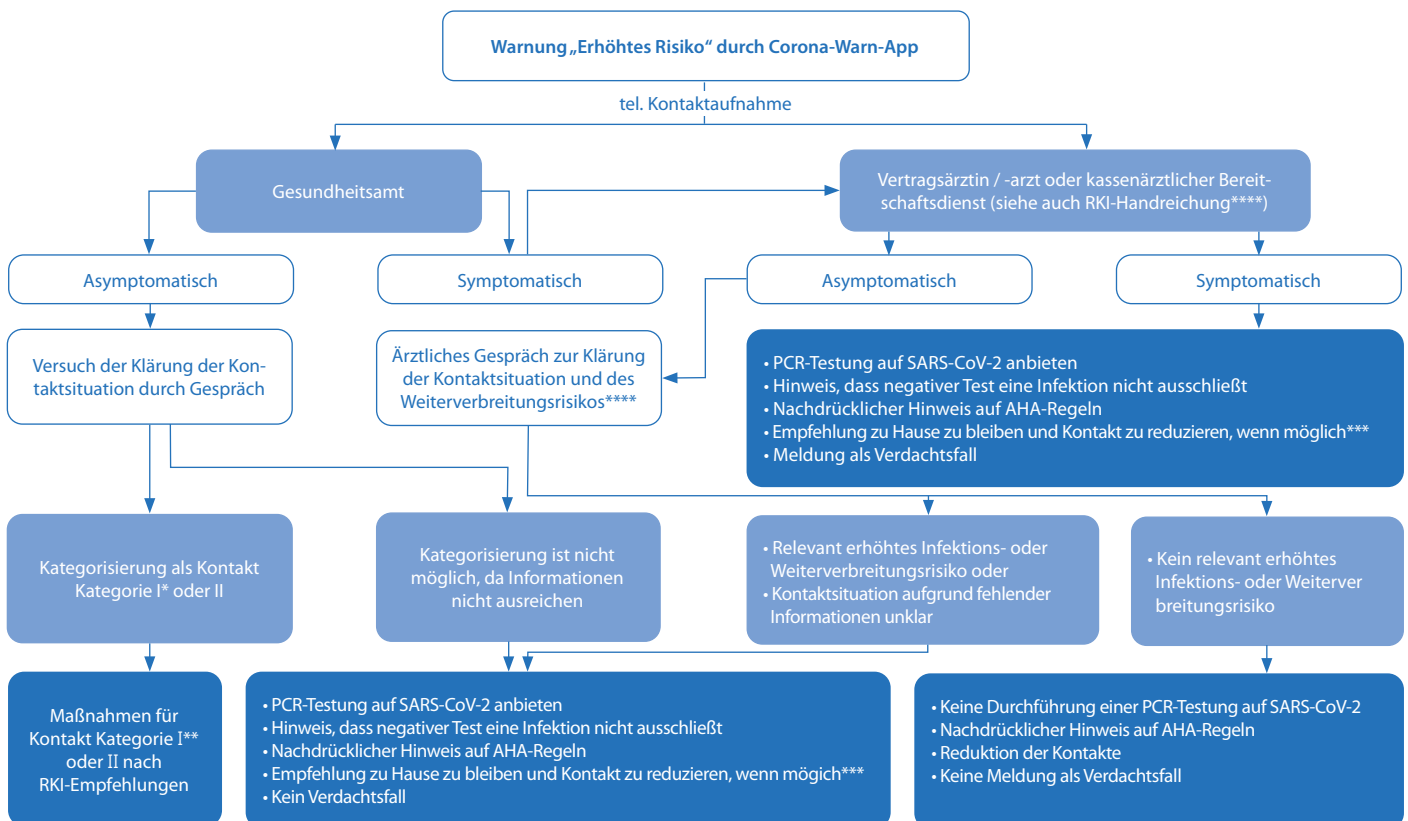 Warnung „Erhöhtes Risiko“ durch Corona-Warn-App
tel. Kontaktaufnahme
Gesundheitsamt
Vertragsärztin / -arzt oder kassenärztlicher Bereit-
schaftsdienst (siehe auch RKI-Handreichung****)
Asymptomatisch
Symptomatisch
Asymptomatisch
Symptomatisch
Versuch der Klärung der Kon-
taktsituation durch Gespräch
Ärztliches Gespräch zur Klärung
der Kontaktsituation und des
Weiterverbreitungsrisikos****
• PCR-Testung auf SARS-CoV-2 anbieten
• Hinweis, dass negativer Test eine Infektion nicht ausschließt
• Nachdrücklicher Hinweis auf AHA-Regeln
• Empfehlung zu Hause zu bleiben und Kontakt zu reduzieren, wenn möglich***
• Meldung als Verdachtsfall
Kategorisierung als Kontakt
Kategorie I* oder II
Kategorisierung ist nicht
möglich, da Informationen
nicht ausreichen
• Relevant erhöhtes Infektions- oder
Weiterverbreitungsrisiko oder
• Kontaktsituation aufgrund fehlender
Informationen unklar
• Kein relevant erhöhtes
Infektions- oder Weiterver
breitungsrisiko
Maßnahmen für
Kontakt Kategorie I**
oder II nach
RKI-Empfehlungen
• PCR-Testung auf SARS-CoV-2 anbieten
• Hinweis, dass negativer Test eine Infektion nicht ausschließt
• Nachdrücklicher Hinweis auf AHA-Regeln
• Empfehlung zu Hause zu bleiben und Kontakt zu reduzieren, wenn mögich***
• Kein Verdachtsfall
• Keine Durchführung einer PCR-Testung auf SARS-CoV-2
• Nachdrücklicher Hinweis auf AHA-Regeln
• Reduktion der Kontakte
• Keine Meldung als Verdachtsfall